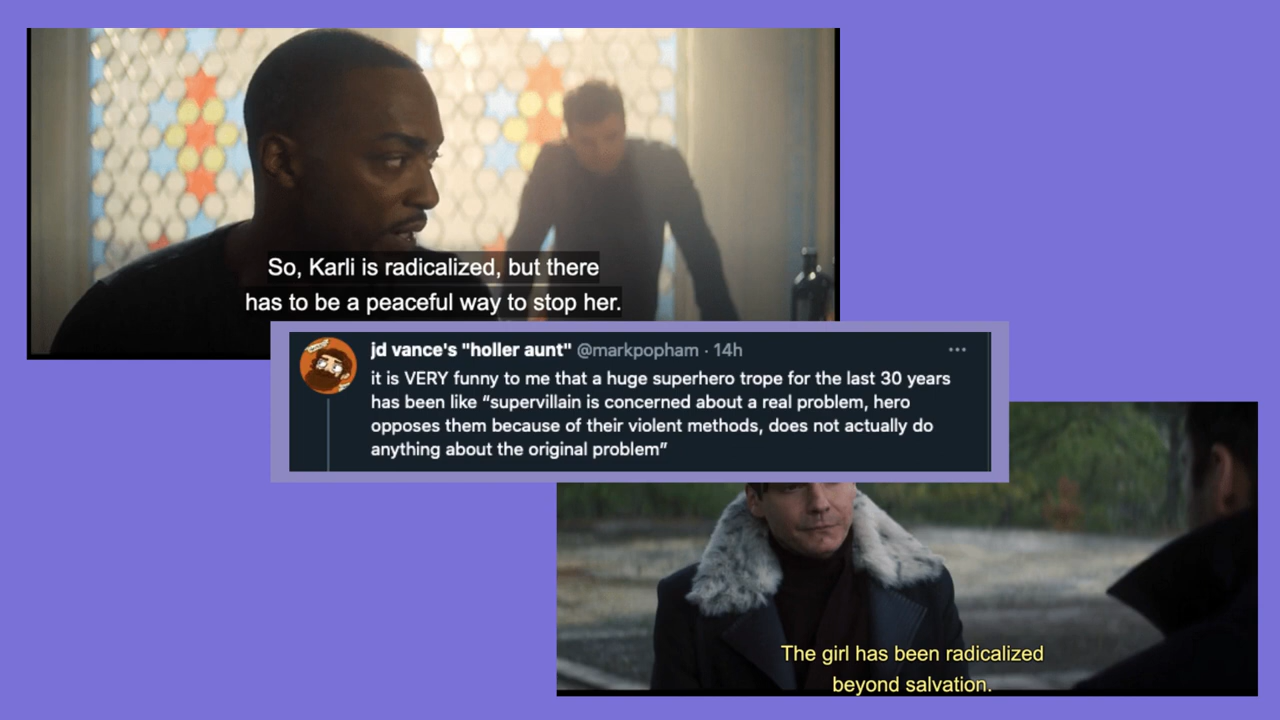 So, Karli is radicalized, but there
has to be a peaceful way to stop her.
jd vance's "holler aunt" @markpopham · 14h
it is VERY funny to me that a huge superhero trope for the last 30 years
has been like “supervillain is concerned about a real problem, hero
opposes them because of their violent methods, does not actually do
anything about the original problem”
The girl has been radicalized
beyond salvation.